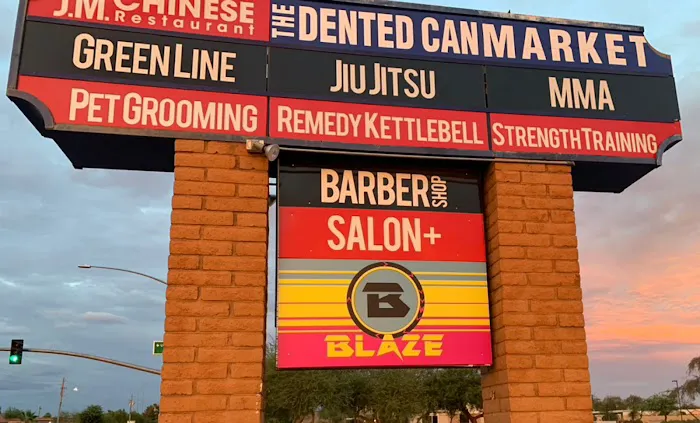 J.M. CHINESE
Restaurant
THE DENTED CAN MARKET
GREEN LINE JIU JITSU MMA
PET GROOMING REMEDY KETTLEBELL STRENGTH TRAINING
BARBER SHOP
SALON+
B
BLAZE